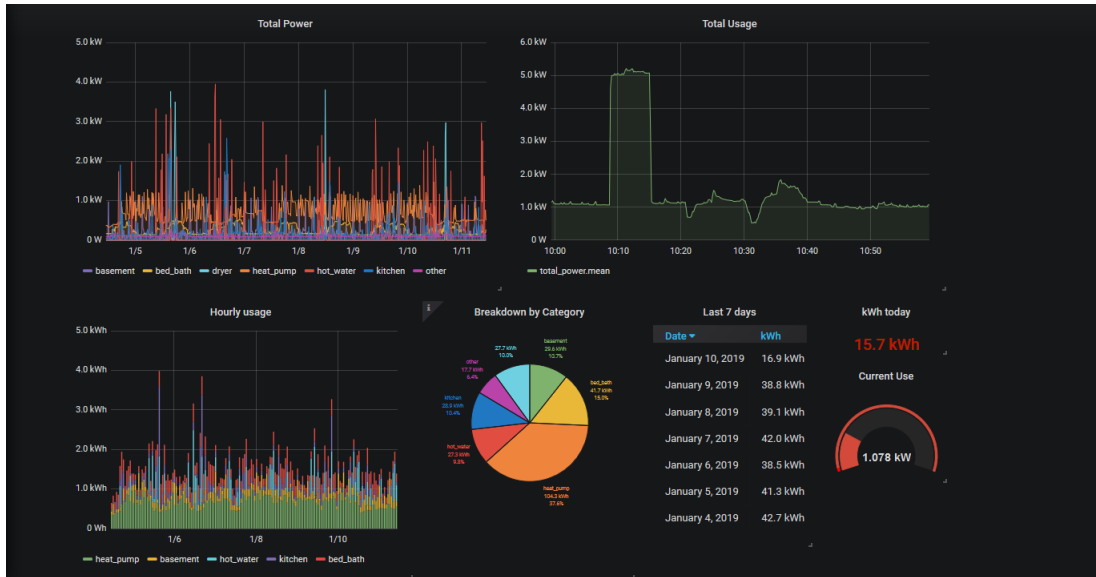 Total Power
5.0 kW
4.0 kW
3.0 kW
2.0 kW
1.0 kW
0 W
1/5 1/6 1/7 1/8 1/9 1/10 1/11
basement bed_bath dryer heat_pump hot_water kitchen other
Total Usage
6.0 kW
5.0 kW
4.0 kW
3.0 kW
2.0 kW
1.0 kW
0 W
10:00 10:10 10:20 10:30 10:40 10:50
total_power.mean
Hourly usage
5.0 kWh
4.0 kWh
3.0 kWh
2.0 kWh
1.0 kWh
0 Wh
1/6 1/8 1/10
heat_pump basement hot_water kitchen bed_bath
i
Breakdown by Category
27.7 kWh
10.0%
basement
29.6 kWh
10.7%
other
17.7 kWh
6.4%
bed_bath
41.7 kWh
15.0%
kitchen
10.4%
hot_water
27.3 kWh
heat_pump
104.3 kWh
37.6%
Last 7 days
Date kWh
January 10, 2019 16.9 kWh
January 9, 2019 38.8 kWh
January 8, 2019 39.1 kWh
January 7, 2019 42.0 kWh
January 6, 2019 38.5 kWh
January 5, 2019 41.3 kWh
January 4, 2019 42.7 kWh
kWh today
15.7 kWh
Current Use
1.078 kW